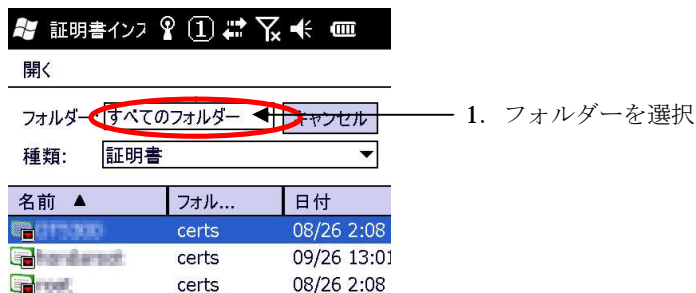 証明書インス 1
開く
フォルダー: すべてのフォルダー キャンセル
1. フォルダーを選択
種類: 証明書
名前 ▲ フォル... 日付
certs 08/26 2:08
certs 09/26 13:01
certs 08/26 2:08